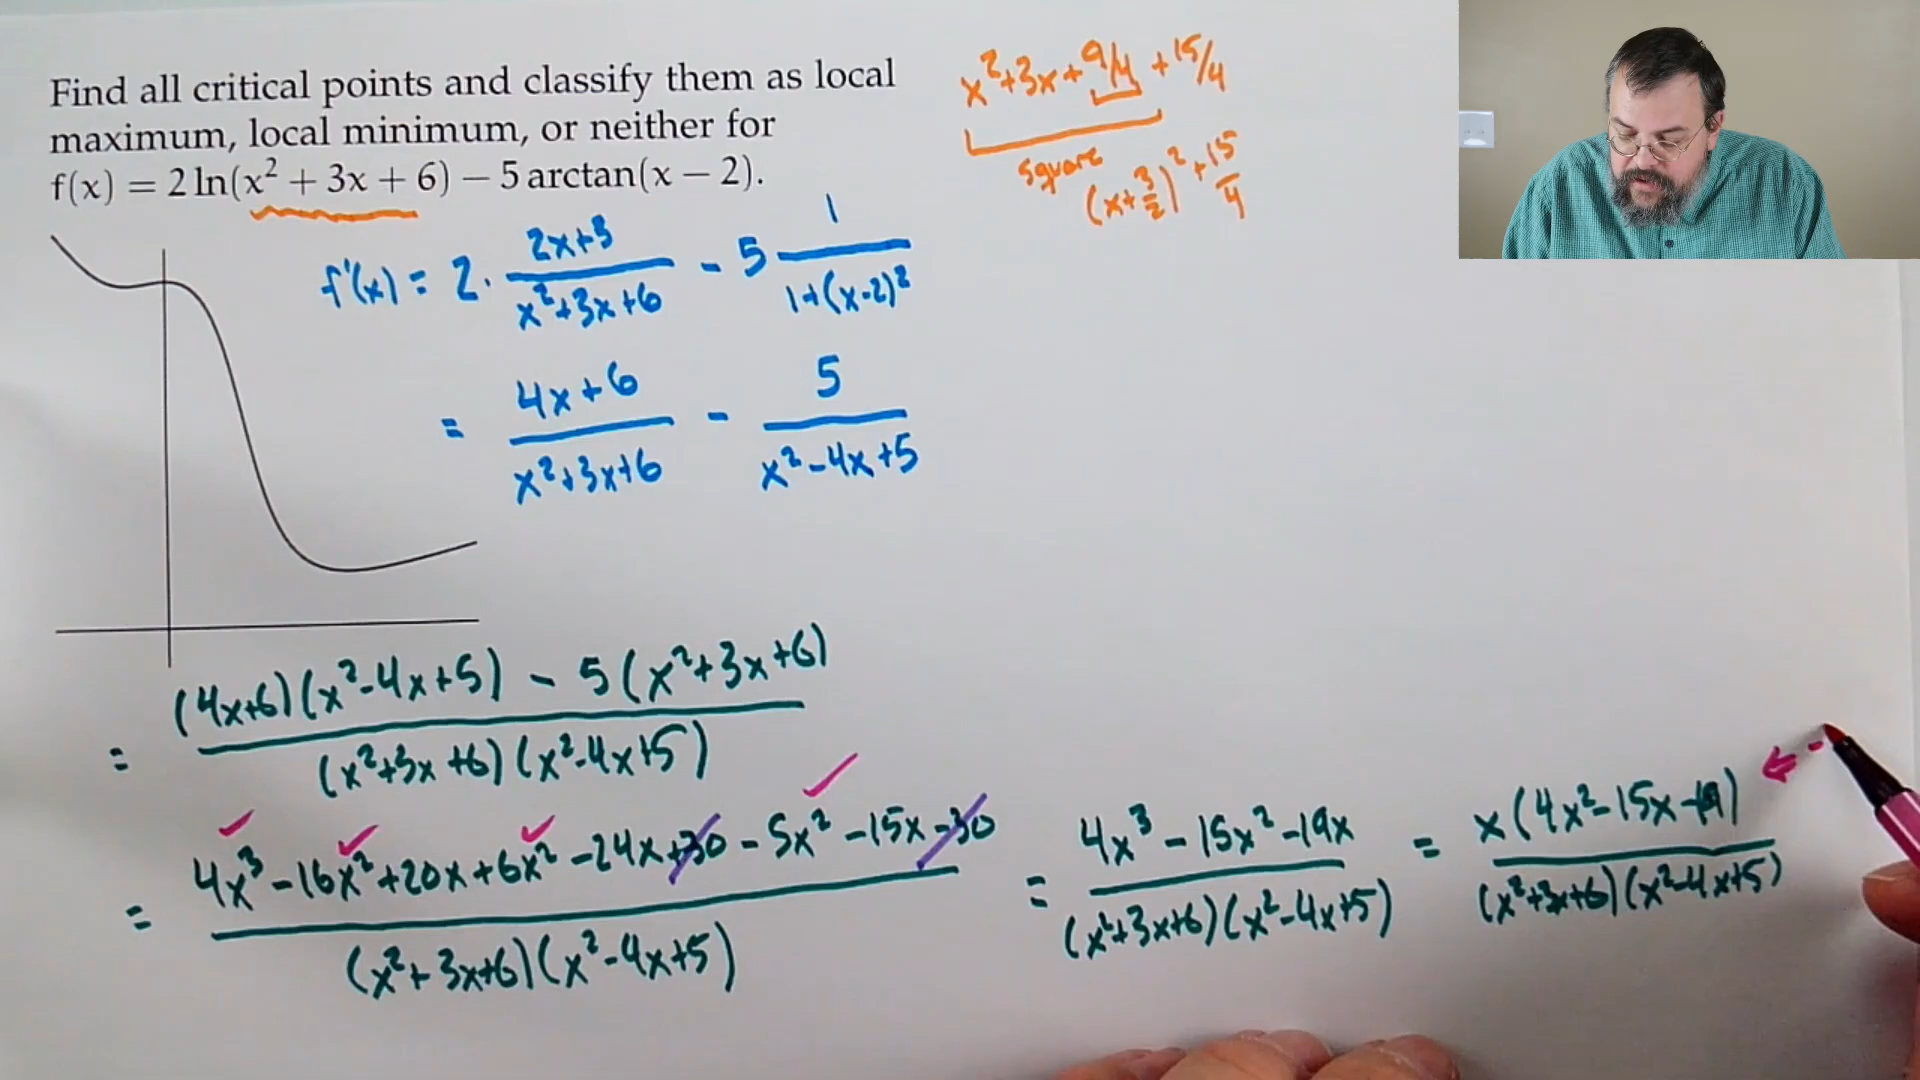 Find all critical points and classify them as local
maximum, local minimum, or neither for
f(x) = 2 ln(x² + 3x + 6) − 5 arctan(x − 2).
x²+3x+9/4 +15/4
square
(x+3/2)²+15/4
f'(x) = 2 · (2x+3)/(x²+3x+6) - 5 1/(1+(x-2)²)
= (4x+6)/(x²+3x+6) - 5/(x²-4x+5)
= ((4x+6)(x²-4x+5) - 5(x²+3x+6))/((x²+3x+6)(x²-4x+5))
= (4x³-16x²+20x+6x²-24x+30-5x²-15x-30)/((x²+3x+6)(x²-4x+5))
= (4x³-15x²-19x)/((x²+3x+6)(x²-4x+5)) = x(4x²-15x-19)/((x²+3x+6)(x²-4x+5))